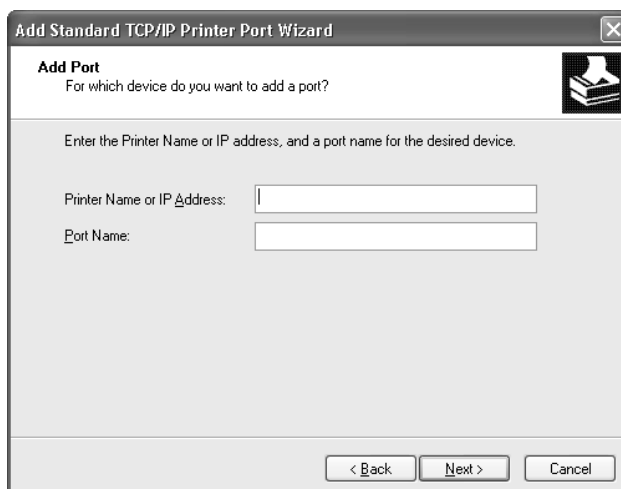 Add Standard TCP/IP Printer Port Wizard
Add Port
For which device do you want to add a port?
Enter the Printer Name or IP address, and a port name for the desired device.
Printer Name or IP Address:
Port Name:
< Back
Next >
Cancel